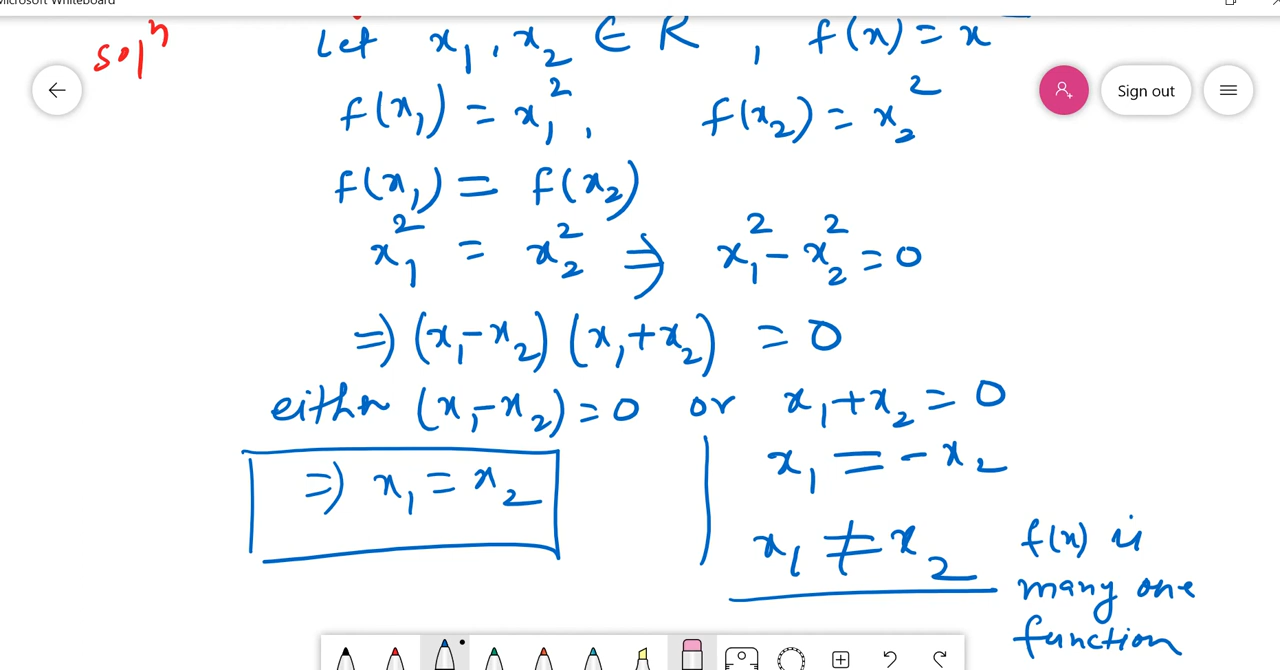 Microsoft Whiteboard
solⁿ
Let x₁, x₂ ∈ R , f(x) = x
f(x₁) = x₁² , f(x₂) = x₂²
Sign out
f(x₁) = f(x₂)
x₁² = x₂² ⇒ x₁² - x₂² = 0
⇒ (x₁ - x₂) (x₁ + x₂) = 0
either (x₁ - x₂) = 0 or x₁ + x₂ = 0
⇒ x₁ = x₂
x₁ = - x₂
x₁ ≠ x₂
f(x) is
many one
function